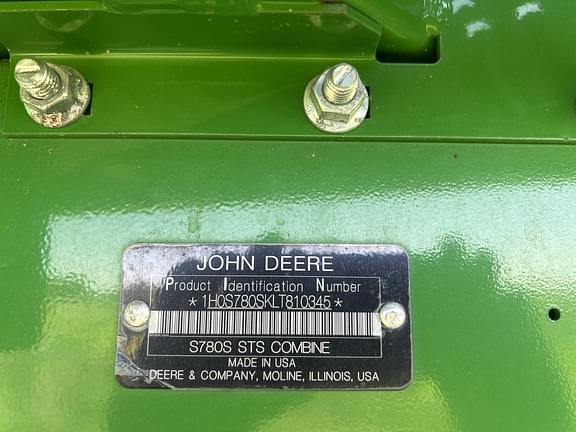 JOHN DEERE
Product Identification Number
*1H0S780SKLT810345*
S780S STS COMBINE
MADE IN USA
DEERE & COMPANY, MOLINE, ILLINOIS, USA